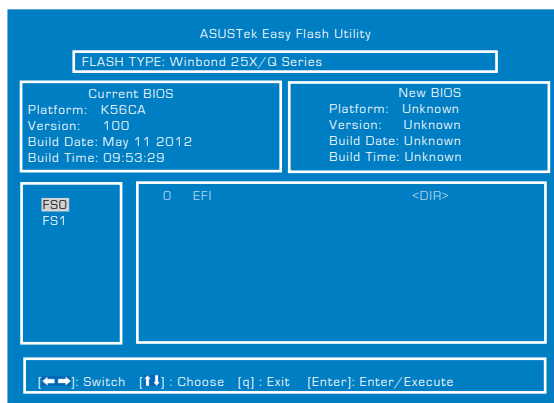 ASUSTek Easy Flash Utility
FLASH TYPE: Winbond 25X/Q Series
Current BIOS
Platform: K56CA
Version: 100
Build Date: May 11 2012
Build Time: 09:53:29
New BIOS
Platform: Unknown
Version: Unknown
Build Date: Unknown
Build Time: Unknown
FS0
FS1
0 EFI <DIR>
[←→]: Switch [↑↓] : Choose [q] : Exit [Enter]: Enter/Execute